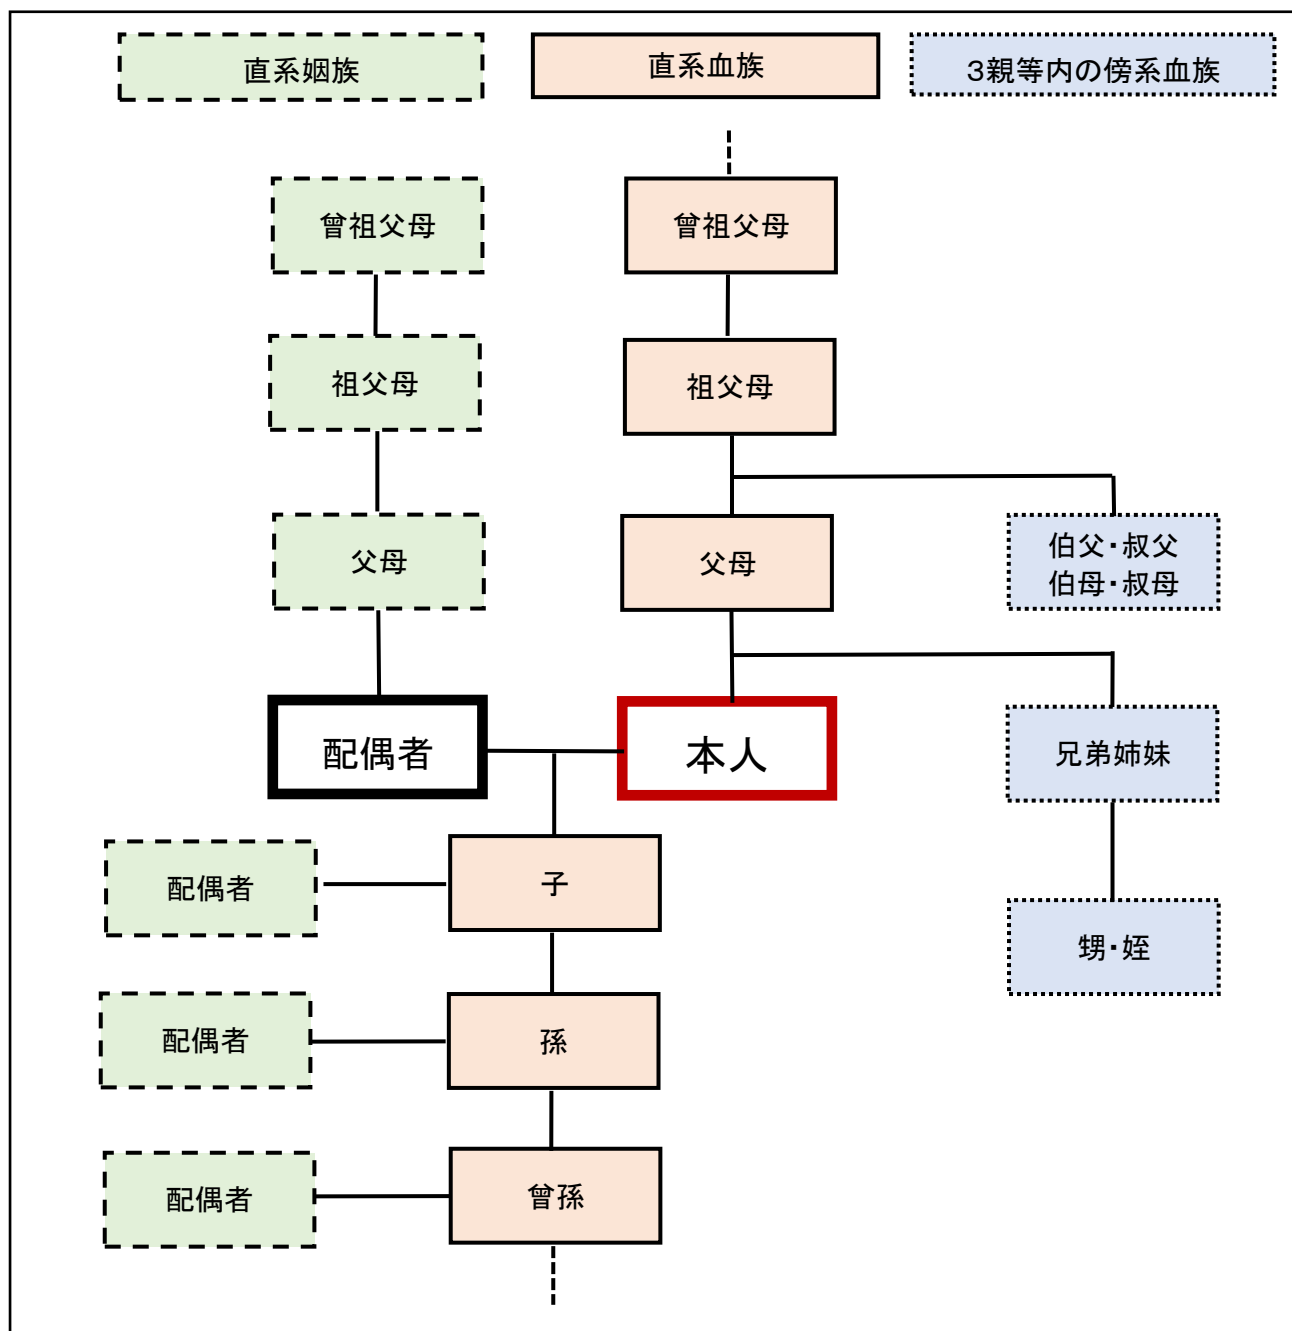 直系姻族
直系血族
３親等内の傍系血族
曾祖父母
曾祖父母
祖父母
祖父母
父母
父母
伯父・叔父
伯母・叔母
配偶者
本人
兄弟姉妹
配偶者
子
甥・姪
配偶者
孫
配偶者
曾孫